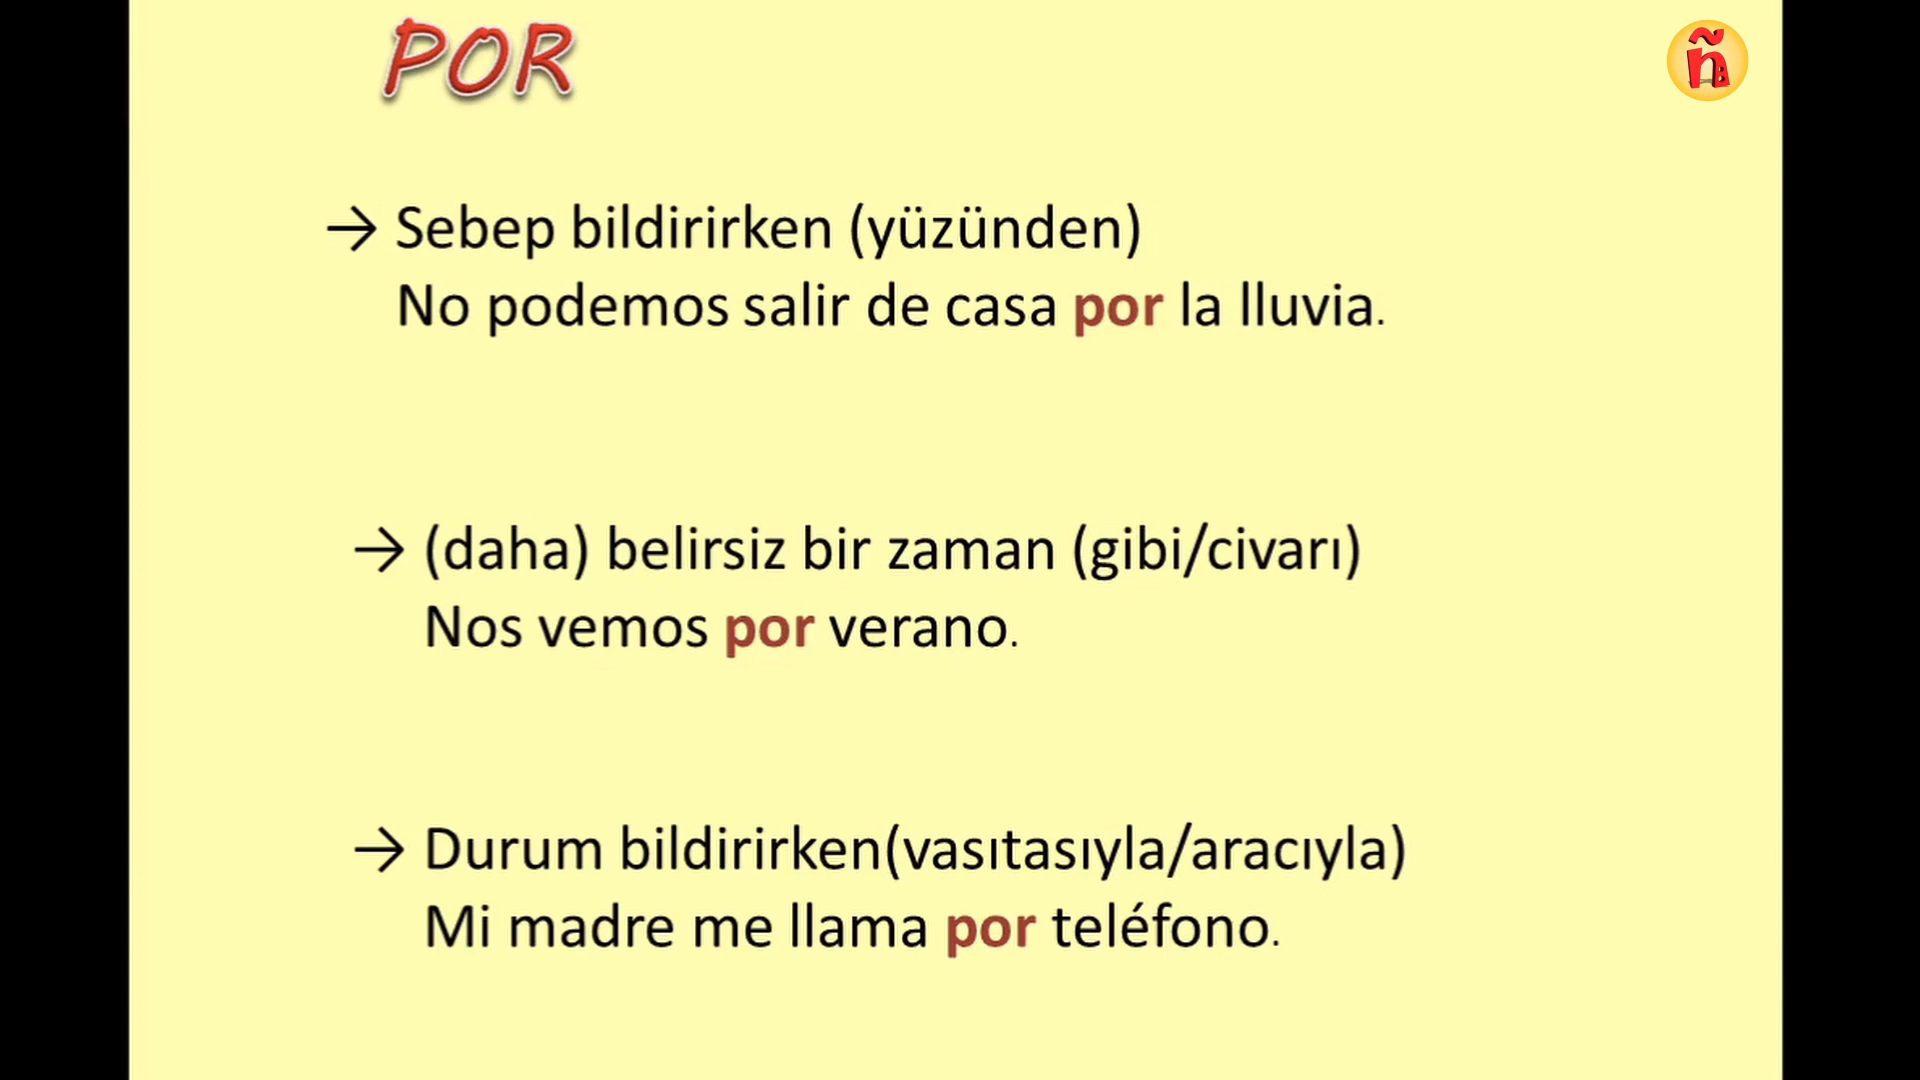 POR
ñ
→ Sebep bildirirken (yüzünden)
No podemos salir de casa por la lluvia.
→ (daha) belirsiz bir zaman (gibi/civarı)
Nos vemos por verano.
→ Durum bildirirken(vasıtasıyla/aracıyla)
Mi madre me llama por teléfono.